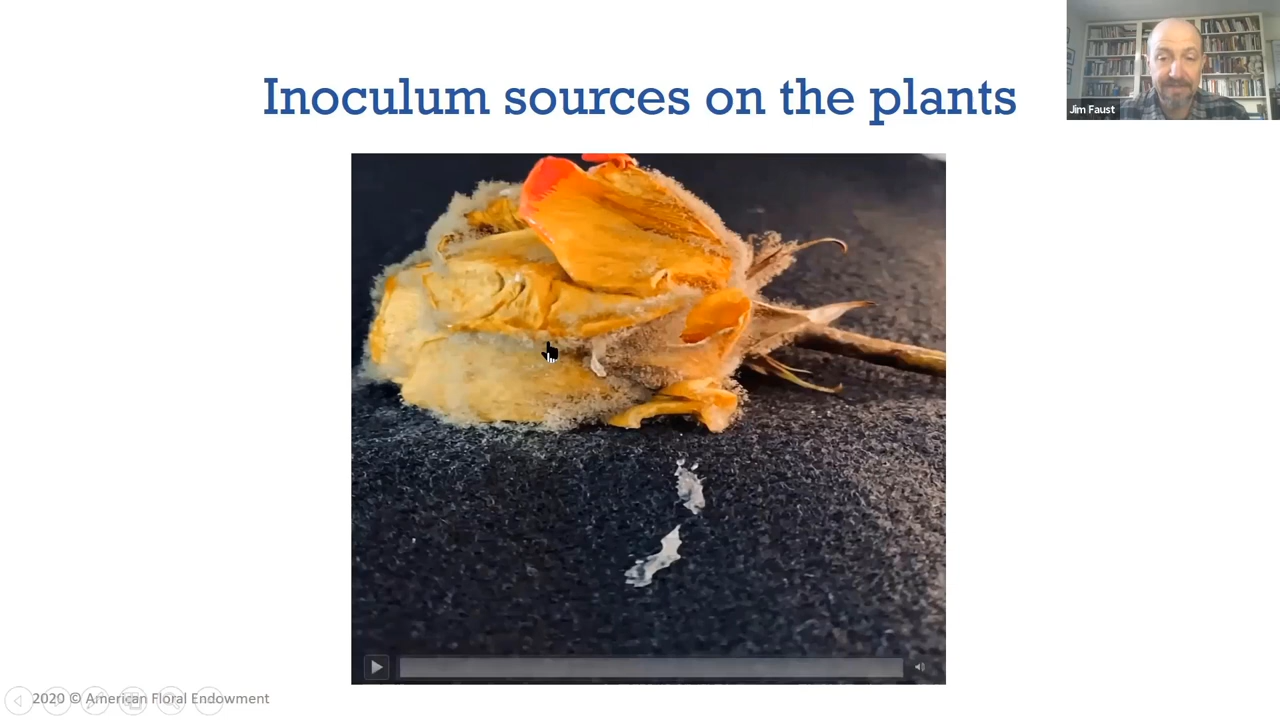 Inoculum sources on the plants
Jim Faust
2020 © American Floral Endowment